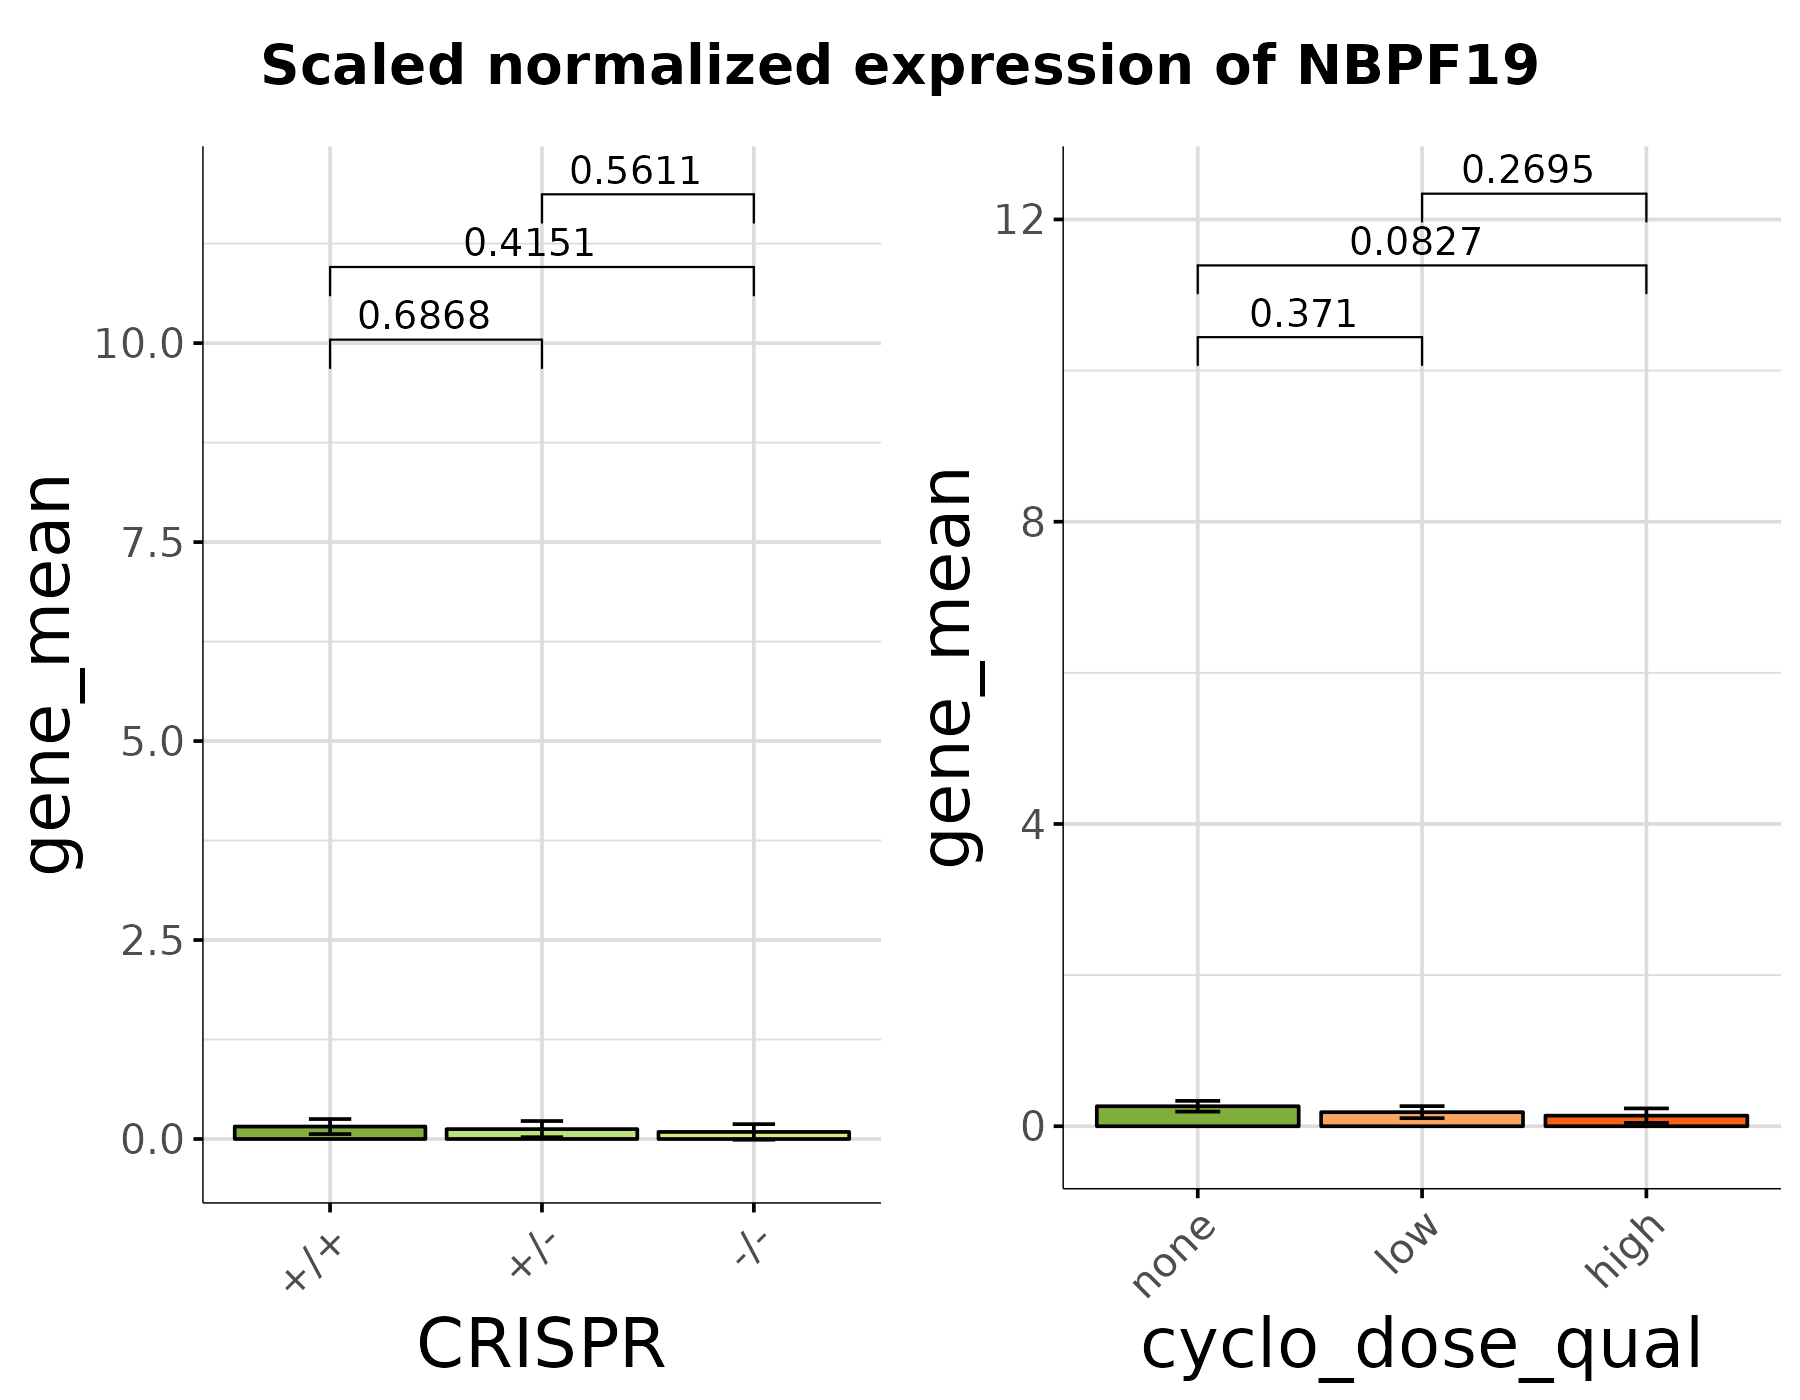 Scaled normalized expression of NBPF19
gene_mean
10.0
7.5
5.0
2.5
0.0
0.5611
0.4151
0.6868
+/+
+/-
-/-
CRISPR
gene_mean
12
8
4
0
0.2695
0.0827
0.371
none
low
high
cyclo_dose_qual